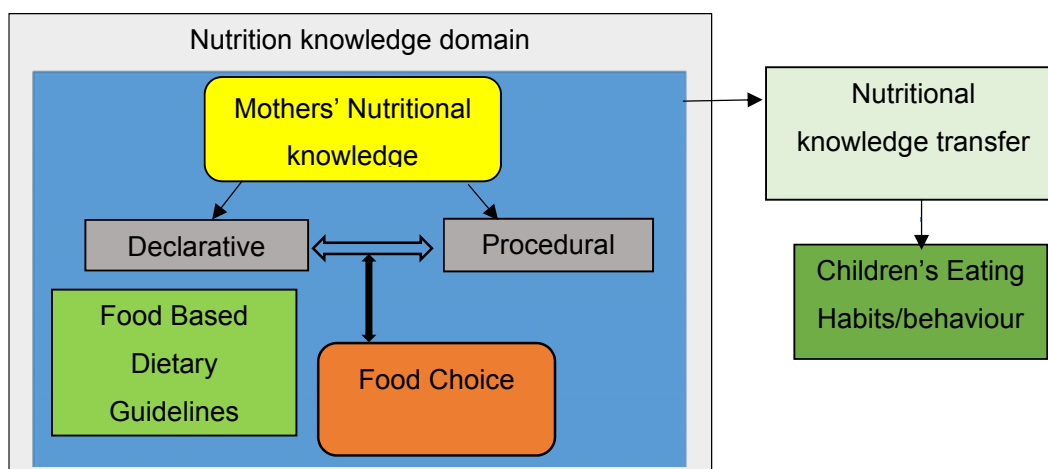 Nutrition knowledge domain
Mothers’ Nutritional
knowledge
Declarative
Procedural
Food Based
Dietary
Guidelines
Food Choice
Nutritional
knowledge transfer
Children’s Eating
Habits/behaviour